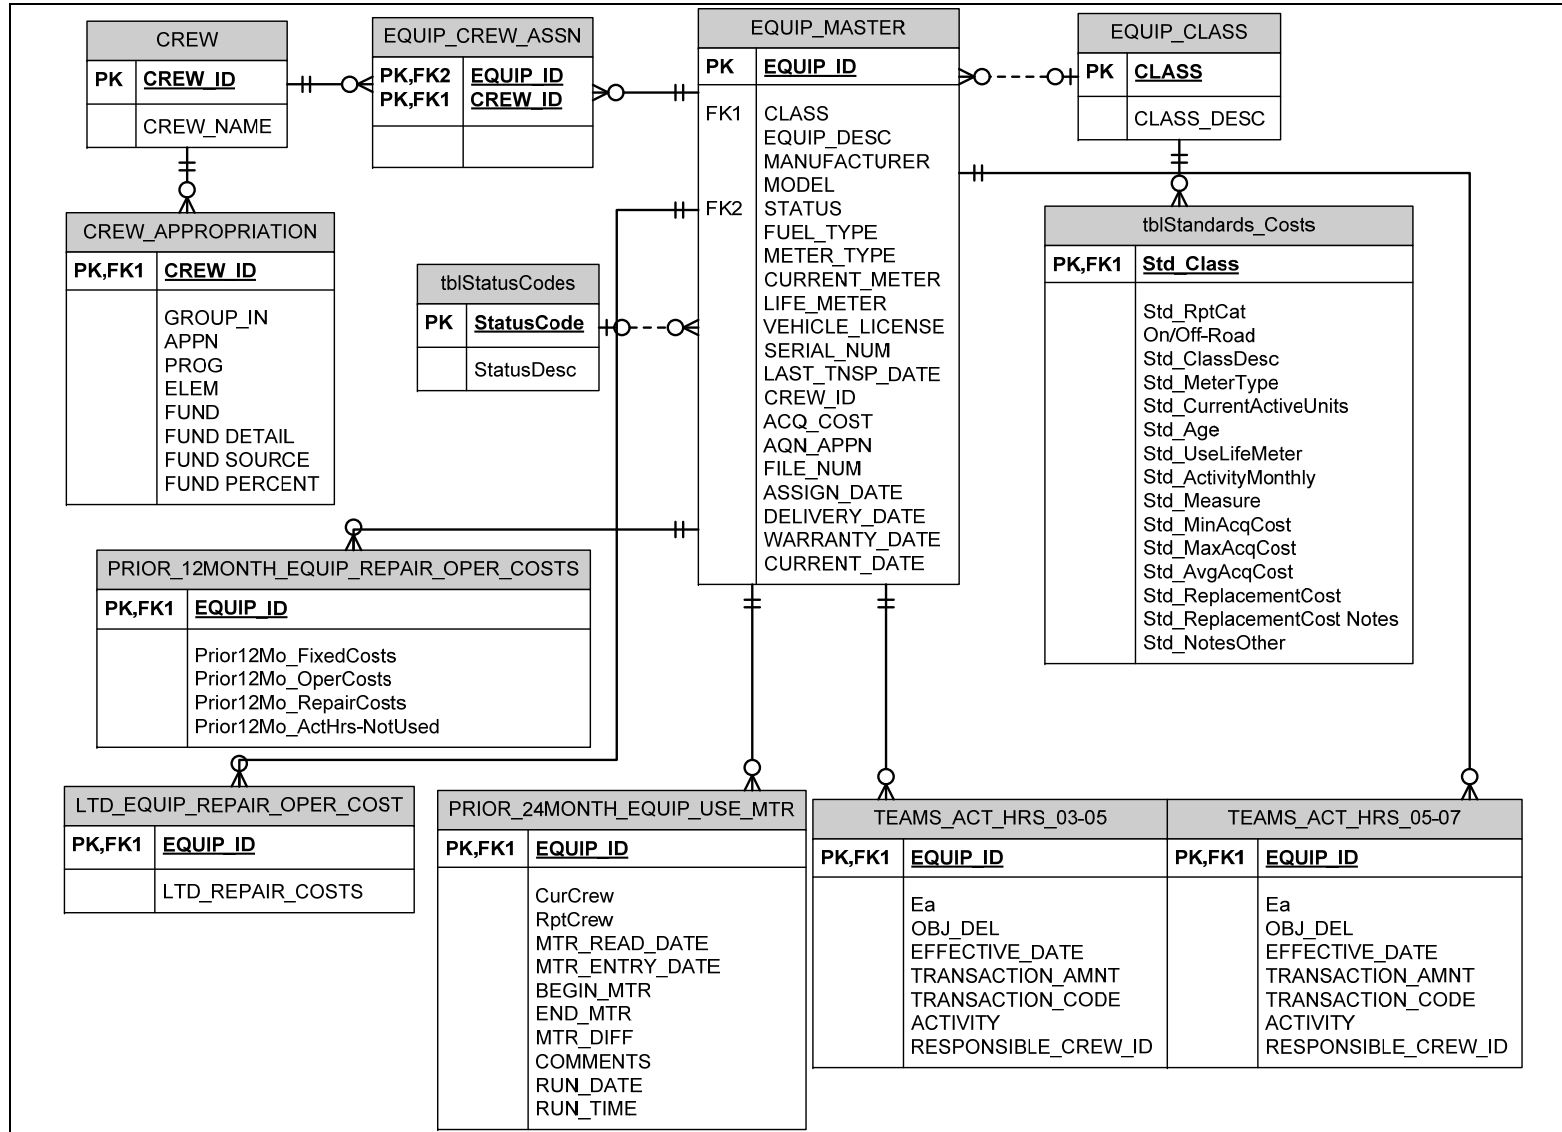 CREW
PK CREW_ID
CREW_NAME
EQUIP_CREW_ASSN
PK,FK2 EQUIP_ID
PK,FK1 CREW_ID
EQUIP_MASTER
PK EQUIP_ID
FK1 CLASS
EQUIP_DESC
MANUFACTURER
MODEL
FK2 STATUS
FUEL_TYPE
METER_TYPE
CURRENT_METER
LIFE_METER
VEHICLE_LICENSE
SERIAL_NUM
LAST_TNSP_DATE
CREW_ID
ACQ_COST
AQN_APPN
FILE_NUM
ASSIGN_DATE
DELIVERY_DATE
WARRANTY_DATE
CURRENT_DATE
EQUIP_CLASS
PK CLASS
CLASS_DESC
CREW_APPROPRIATION
PK,FK1 CREW_ID
GROUP_IN
APPN
PROG
ELEM
FUND
FUND DETAIL
FUND SOURCE
FUND PERCENT
tblStatusCodes
PK StatusCode
StatusDesc
tblStandards_Costs
PK,FK1 Std_Class
Std_RptCat
On/Off-Road
Std_ClassDesc
Std_MeterType
Std_CurrentActiveUnits
Std_Age
Std_UseLifeMeter
Std_ActivityMonthly
Std_Measure
Std_MinAcqCost
Std_MaxAcqCost
Std_AvgAcqCost
Std_ReplacementCost
Std_ReplacementCost Notes
Std_NotesOther
PRIOR_12MONTH_EQUIP_REPAIR_OPER_COSTS
PK,FK1 EQUIP_ID
Prior12Mo_FixedCosts
Prior12Mo_OperCosts
Prior12Mo_RepairCosts
Prior12Mo_ActHrs-NotUsed
LTD_EQUIP_REPAIR_OPER_COST
PK,FK1 EQUIP_ID
LTD_REPAIR_COSTS
PRIOR_24MONTH_EQUIP_USE_MTR
PK,FK1 EQUIP_ID
CurCrew
RptCrew
MTR_READ_DATE
MTR_ENTRY_DATE
BEGIN_MTR
END_MTR
MTR_DIFF
COMMENTS
RUN_DATE
RUN_TIME
TEAMS_ACT_HRS_03-05
PK,FK1 EQUIP_ID
Ea
OBJ_DEL
EFFECTIVE_DATE
TRANSACTION_AMNT
TRANSACTION_CODE
ACTIVITY
RESPONSIBLE_CREW_ID
TEAMS_ACT_HRS_05-07
PK,FK1 EQUIP_ID
Ea
OBJ_DEL
EFFECTIVE_DATE
TRANSACTION_AMNT
TRANSACTION_CODE
ACTIVITY
RESPONSIBLE_CREW_ID